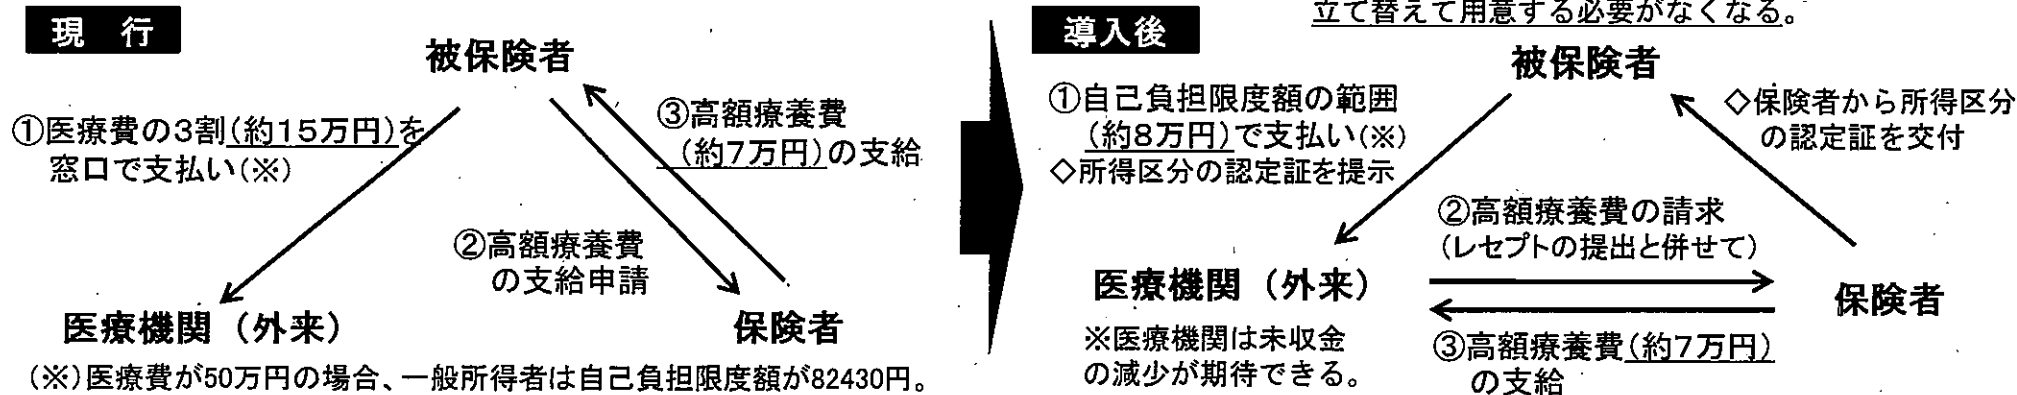 現　行
被保険者
①医療費の３割(約１５万円)を
窓口で支払い(※)
③高額療養費
(約７万円)の支給
②高額療養費
の支給申請
医療機関（外来）
保険者
(※)医療費が50万円の場合、一般所得者は自己負担限度額が82430円。
立て替えて用意する必要がなくなる。
導入後
被保険者
①自己負担限度額の範囲
(約８万円)で支払い(※)
◇所得区分の認定証を提示
◇保険者から所得区分
の認定証を交付
②高額療養費の請求
(レセプトの提出と併せて)
医療機関（外来）
保険者
※医療機関は未収金
の減少が期待できる。
③高額療養費(約７万円)
の支給